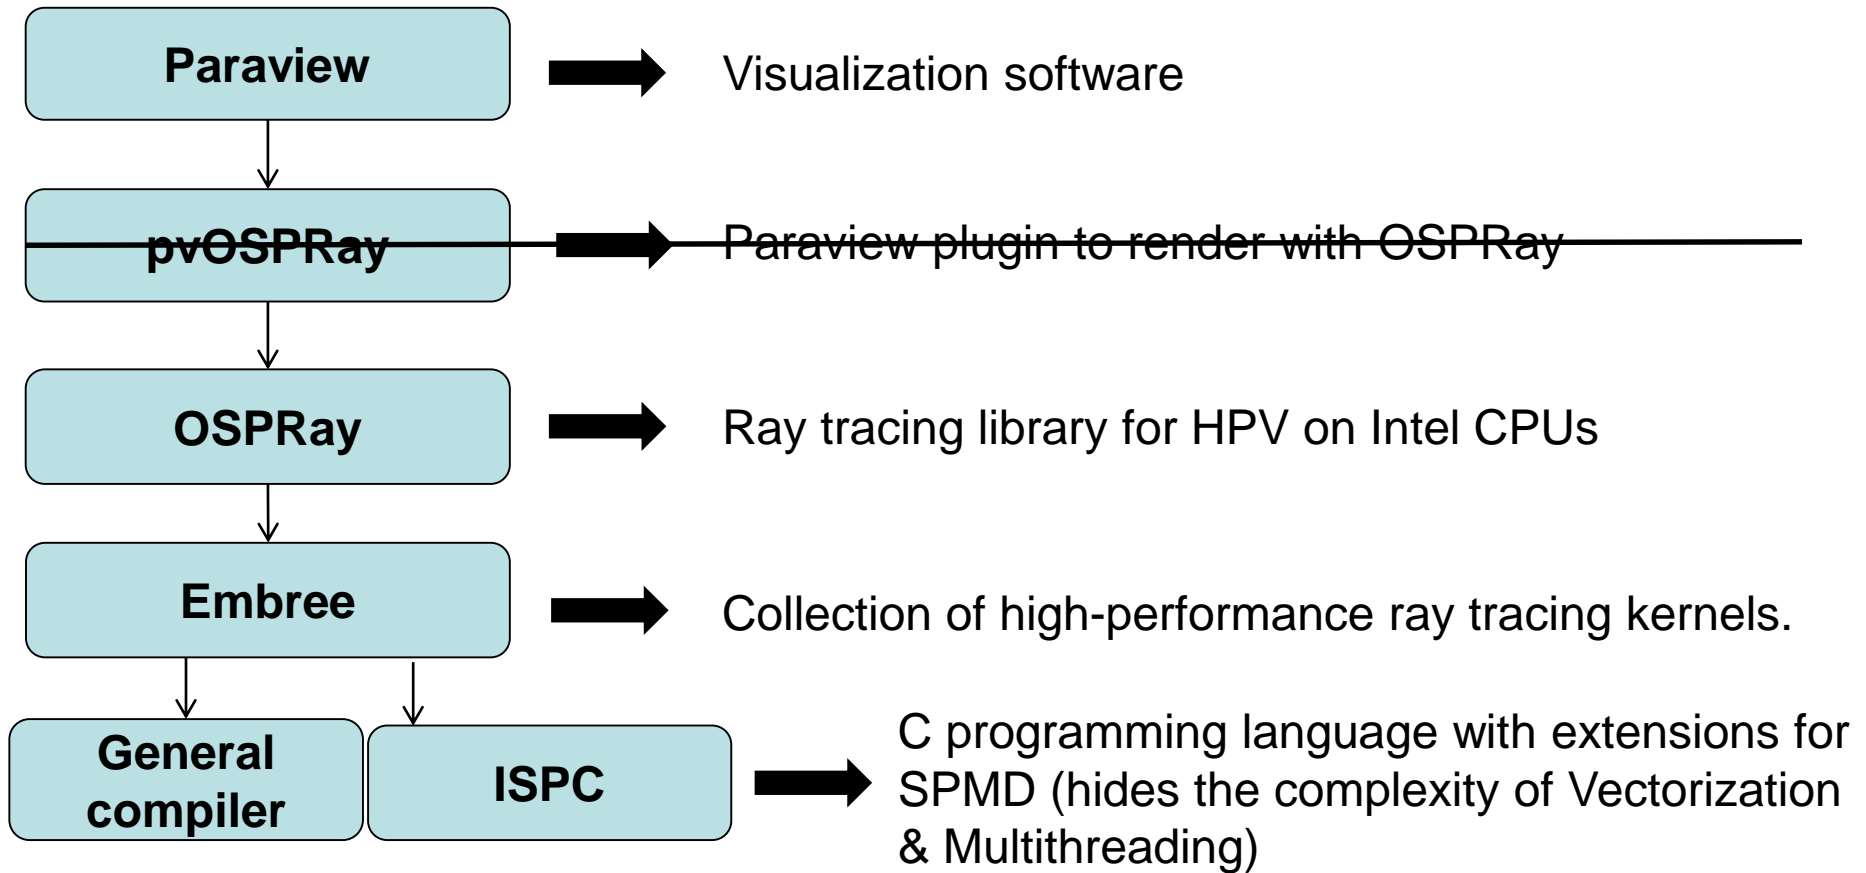 Paraview
Visualization software
pvOSPRay
Paraview plugin to render with OSPRay
OSPRay
Ray tracing library for HPV on Intel CPUs
Embree
Collection of high-performance ray tracing kernels.
General
compiler
ISPC
C programming language with extensions for
SPMD (hides the complexity of Vectorization
& Multithreading)